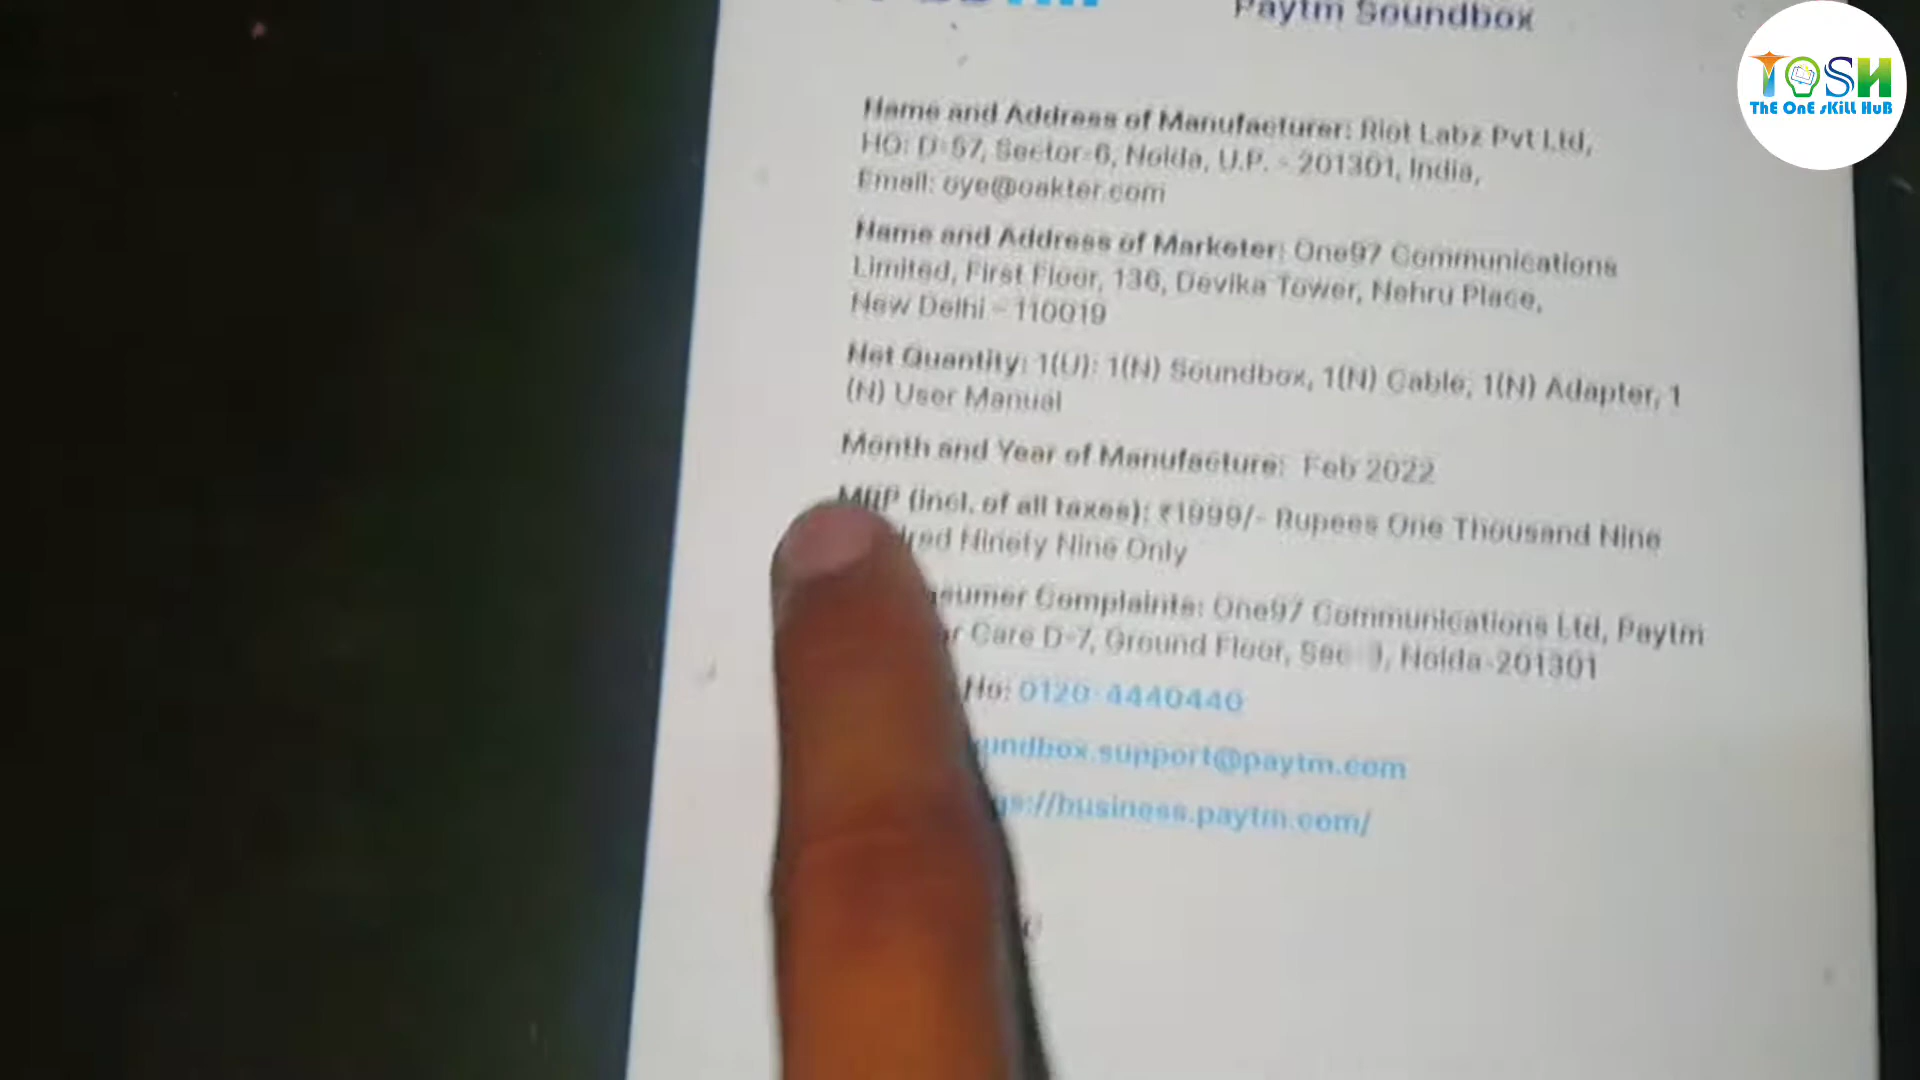 Paytm Soundbox
TOSH
ThE OnE sKiLL HuB
Name and Address of Manufacturer: Riot Labz Pvt Ltd,
HO: D-57, Sector-6, Noida, U.P. - 201301, India,
Email: oye@oakter.com
Name and Address of Marketer: One97 Communications
Limited, First Floor, 136, Devika Tower, Nehru Place,
New Delhi - 110019
Net Quantity: 1(U): 1(N) Soundbox, 1(N) Cable, 1(N) Adapter, 1
(N) User Manual
Month and Year of Manufacture: Feb 2022
MRP (incl. of all taxes): ₹1999/- Rupees One Thousand Nine
Ninety Nine Only
Complaints: One97 Communications Ltd, Paytm
Care D-7, Ground Floor, Sec Noida-201301
No: 0120-4440440
undbox.support@paytm.com
ps://business.paytm.com/